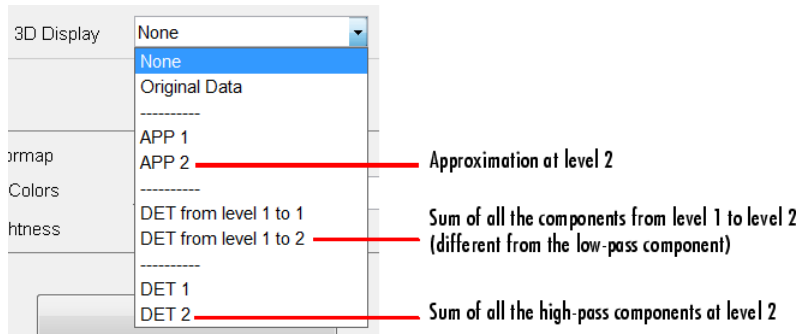 3D Display None
None
Original Data
----------
APP 1
ormap
APP 2 Approximation at level 2
Colors
----------
DET from level 1 to 1
Sum of all the components from level 1 to level 2
htness
DET from level 1 to 2
(different from the low-pass component)
----------
DET 1
DET 2 Sum of all the high-pass components at level 2